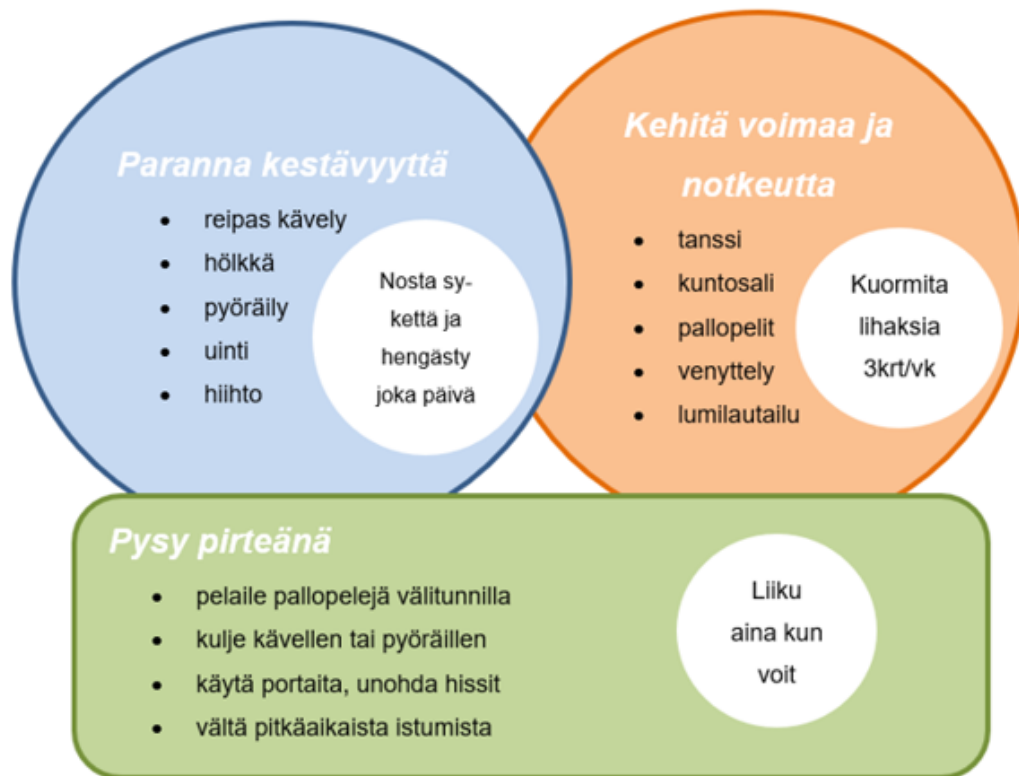 Paranna kestävyyttä
• reipas kävely
• hölkkä
• pyöräily
• uinti
• hiihto
Nosta sy-
kettä ja
hengästy
joka päivä
Kehitä voimaa ja
notkeutta
• tanssi
• kuntosali
• pallopelit
• venyttely
• lumilautailu
Kuormita
lihaksia
3krt/vk
Pysy pirteänä
• pelaile pallopelejä välitunnilla
• kulje kävellen tai pyöräillen
• käytä portaita, unohda hissit
• vältä pitkäaikaista istumista
Liiku
aina kun
voit